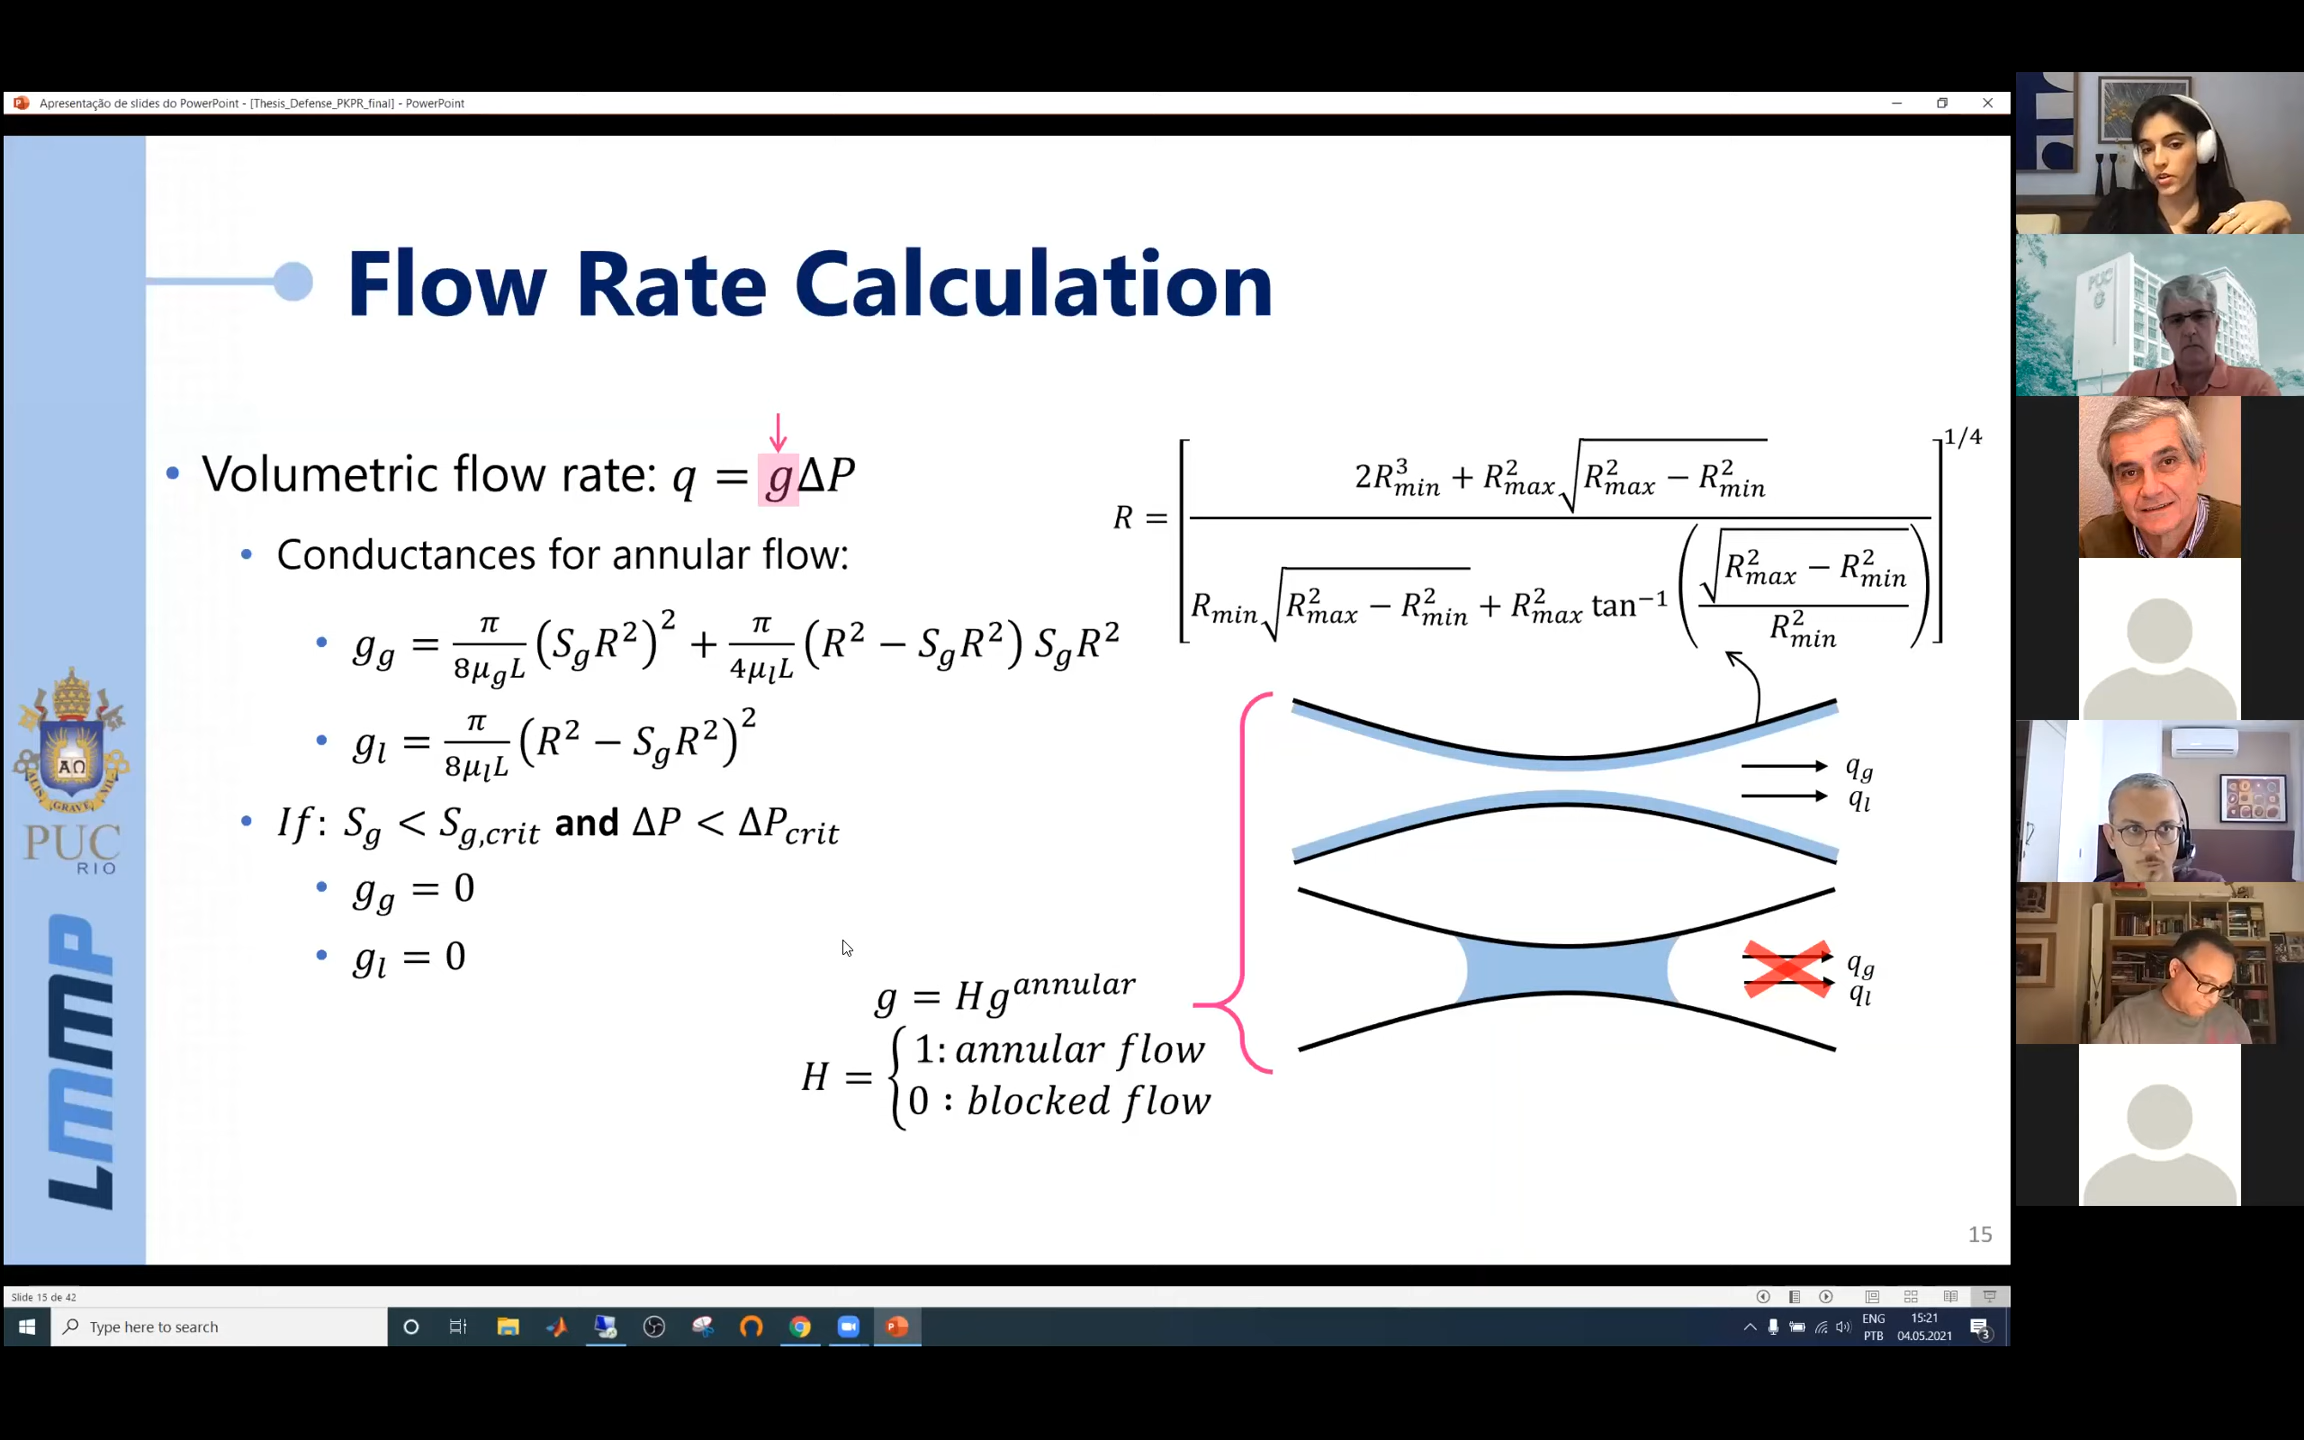 Apresentação de slides do PowerPoint - [Thesis_Defense_PKPR_final] - PowerPoint
Flow Rate Calculation
• Volumetric flow rate: q = gΔP
• Conductances for annular flow:
• g_g = π/(8μ_g L) (S_g R²)² + π/(4μ_l L) (R² − S_g R²) S_g R²
• g_l = π/(8μ_l L) (R² − S_g R²)²
• If: S_g < S_g,crit and ΔP < ΔP_crit
• g_g = 0
• g_l = 0
g = Hg^annular
H = { 1: annular flow
0 : blocked flow
R = [ (2R³_min + R²_max √(R²_max − R²_min)) / (R_min √(R²_max − R²_min) + R²_max tan⁻¹ (√(R²_max − R²_min) / R²_min)) ]^1/4
q_g
q_l
q_g
q_l
PUC
RIO
LMMP
15
PUC
Slide 15 de 42
Type here to search
ENG
PTB
15:21
04.05.2021
3